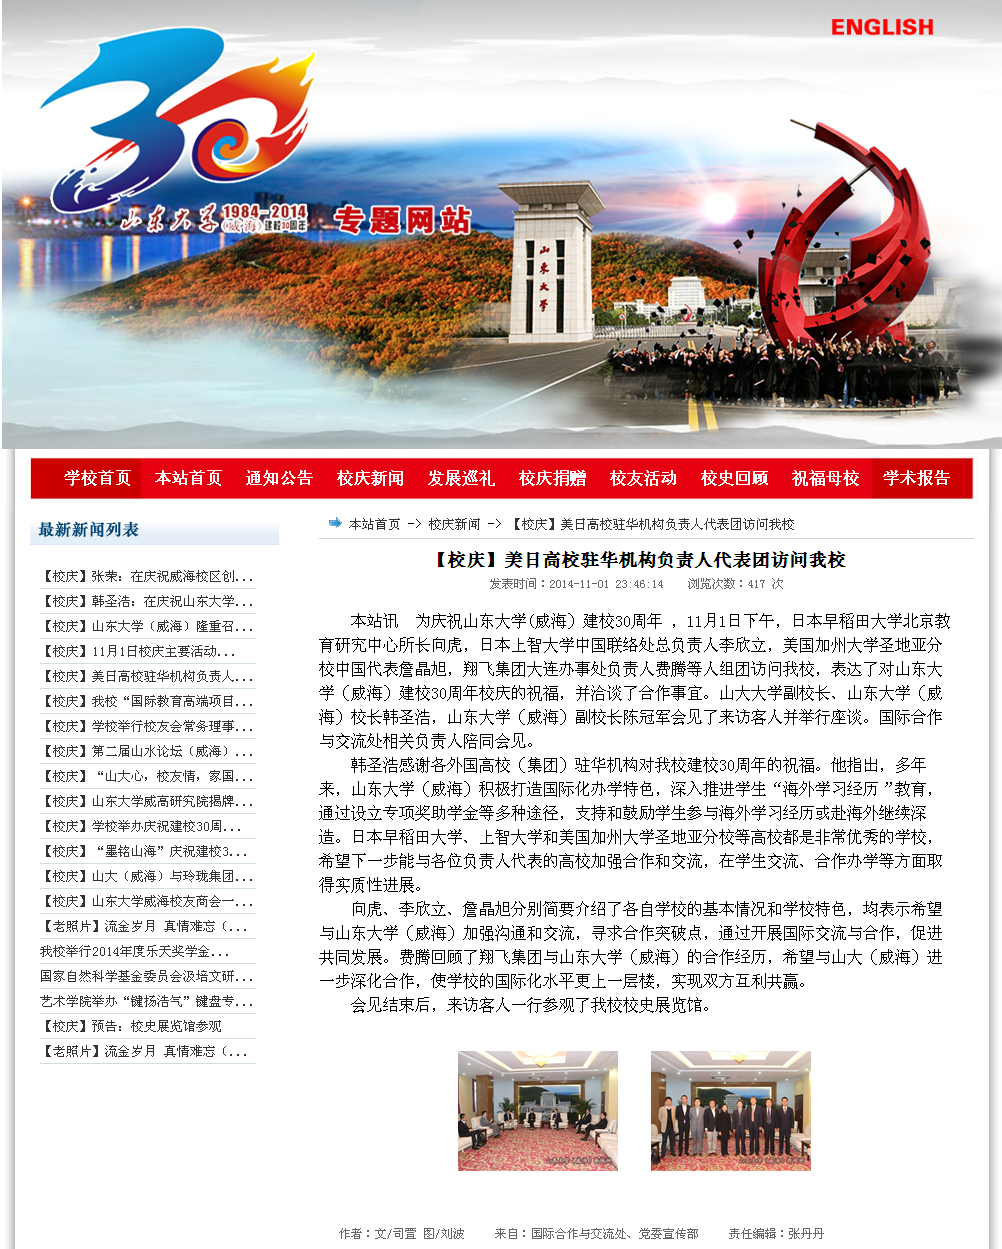 ENGLISH
30
山东大学
1984-2014
(威海)
建校30周年
专题网站
山东大学
学校首页 本站首页 通知公告 校庆新闻 发展巡礼 校庆捐赠 校友活动 校史回顾 祝福母校 学术报告
最新新闻列表
【校庆】张荣：在庆祝威海校区创...
【校庆】韩圣浩：在庆祝山东大学...
【校庆】山东大学（威海）隆重召...
【校庆】11月1日校庆主要活动...
【校庆】美日高校驻华机构负责人...
【校庆】我校“国际教育高端项目...
【校庆】学校举行校友会常务理事...
【校庆】第二届山水论坛（威海）...
【校庆】“山大心，校友情，家国...
【校庆】山东大学威高研究院揭牌...
【校庆】学校举办庆祝建校30周...
【校庆】“墨铭山海”庆祝建校3...
【校庆】山大（威海）与玲珑集团...
【校庆】山东大学威海校友商会一...
【老照片】流金岁月 真情难忘（...
我校举行2014年度乐天奖学金...
国家自然科学基金委员会汲培文研...
艺术学院举办“键扬浩气”键盘专...
【校庆】预告：校史展览馆参观
【老照片】流金岁月 真情难忘（...
本站首页 -> 校庆新闻 -> 【校庆】美日高校驻华机构负责人代表团访问我校
【校庆】美日高校驻华机构负责人代表团访问我校
发表时间：2014-11-01 23:46:14 浏览次数：417 次
本站讯 为庆祝山东大学(威海）建校30周年 ，11月1日下午，日本早稻田大学北京教
育研究中心所长向虎，日本上智大学中国联络处总负责人李欣立，美国加州大学圣地亚分
校中国代表詹晶旭，翔飞集团大连办事处负责人费腾等人组团访问我校，表达了对山东大
学（威海）建校30周年校庆的祝福，并洽谈了合作事宜。山大大学副校长、山东大学（威
海）校长韩圣浩，山东大学（威海）副校长陈冠军会见了来访客人并举行座谈。国际合作
与交流处相关负责人陪同会见。
韩圣浩感谢各外国高校（集团）驻华机构对我校建校30周年的祝福。他指出，多年
来，山东大学（威海）积极打造国际化办学特色，深入推进学生“海外学习经历 ”教育，
通过设立专项奖助学金等多种途径，支持和鼓励学生参与海外学习经历或赴海外继续深
造。日本早稻田大学、上智大学和美国加州大学圣地亚分校等高校都是非常优秀的学校，
希望下一步能与各位负责人代表的高校加强合作和交流，在学生交流、合作办学等方面取
得实质性进展。
向虎、李欣立、詹晶旭分别简要介绍了各自学校的基本情况和学校特色，均表示希望
与山东大学（威海）加强沟通和交流，寻求合作突破点，通过开展国际交流与合作，促进
共同发展。费腾回顾了翔飞集团与山东大学（威海）的合作经历，希望与山大（威海）进
一步深化合作，使学校的国际化水平更上一层楼，实现双方互利共赢。
会见结束后，来访客人一行参观了我校校史展览馆。
作者：文/司萱 图/刘波 来自：国际合作与交流处、党委宣传部 责任编辑：张丹丹